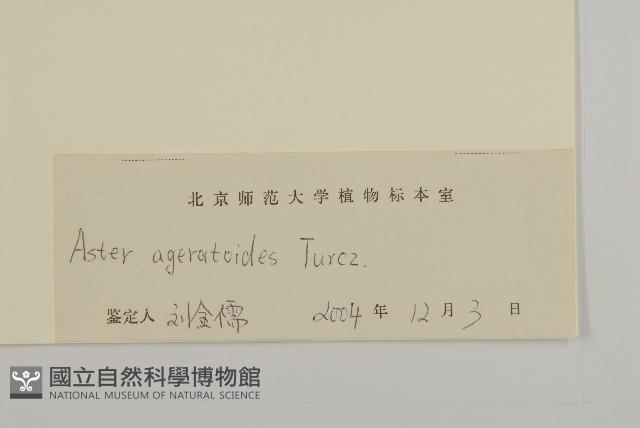 北京师范大学植物标本室
Aster ageratoides Turcz.
鉴定人 刘全儒 2004 年 12 月 3 日
國立自然科學博物館
NATIONAL MUSEUM OF NATURAL SCIENCE